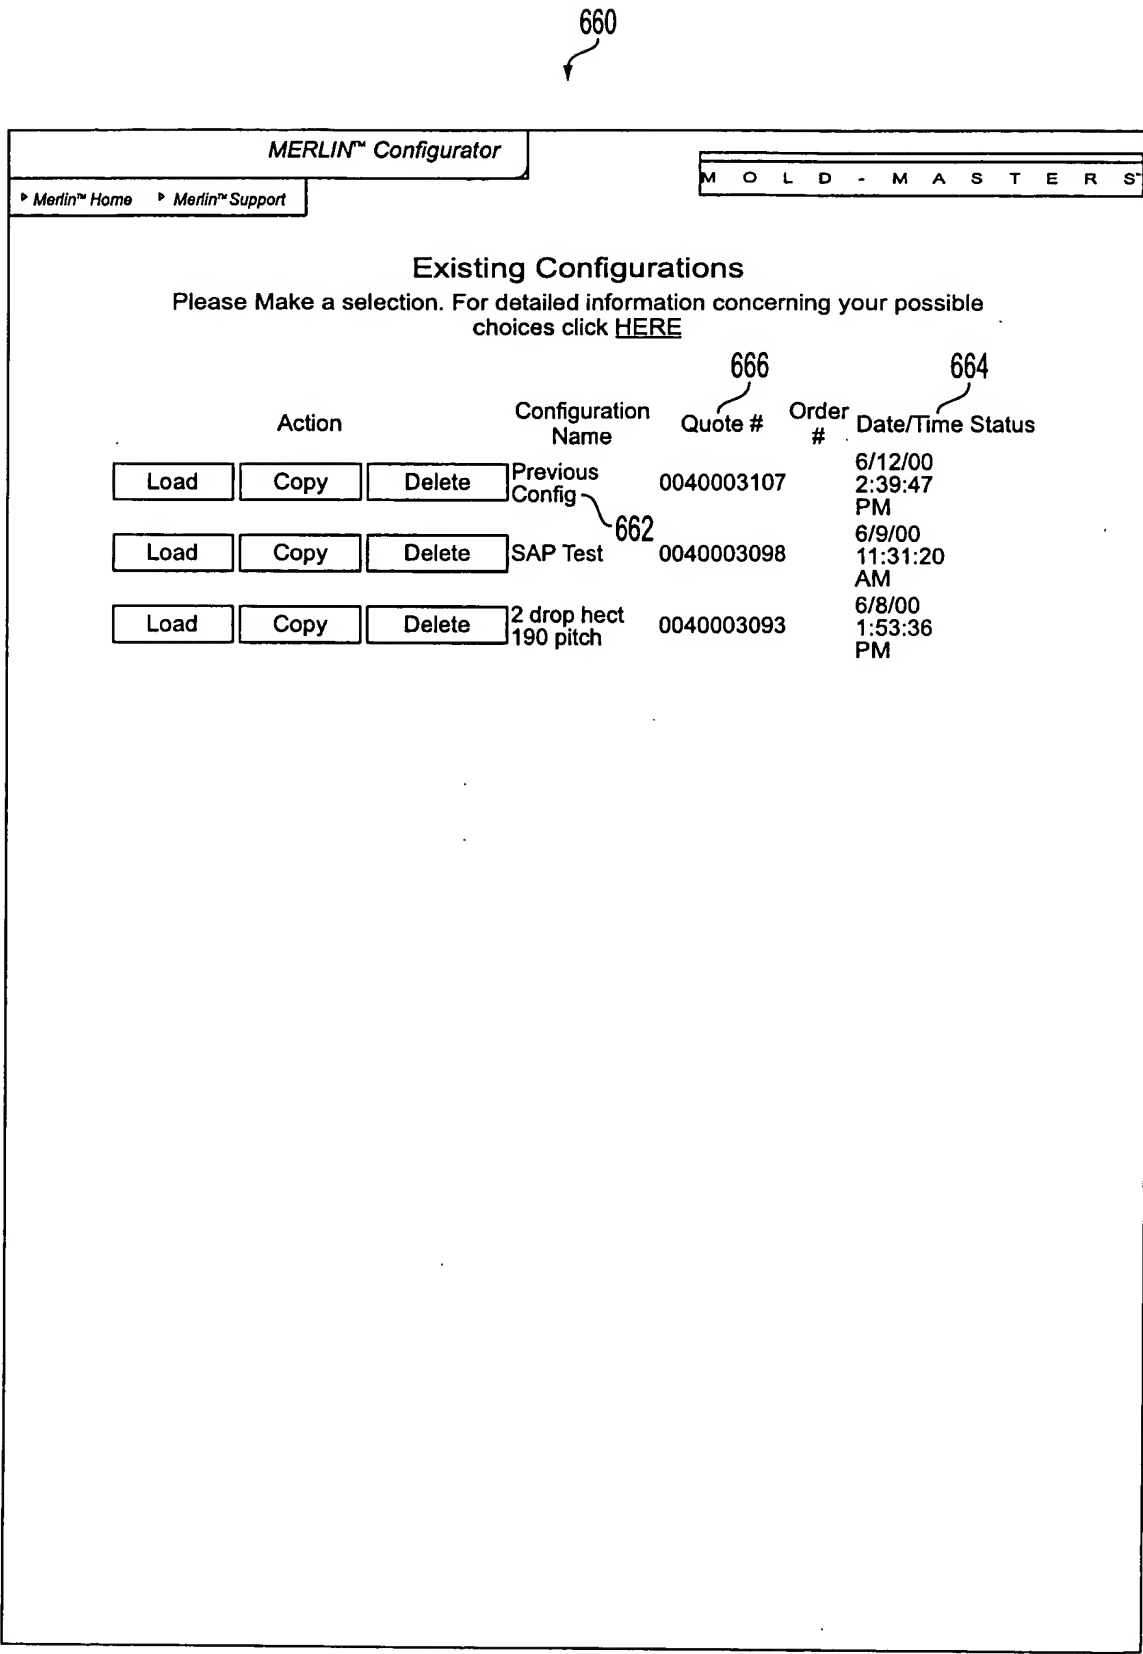 660
MERLIN™ Configurator
MOLD-MASTERS™
▸ Merlin™ Home ▸ Merlin™ Support
Existing Configurations
Please Make a selection. For detailed information concerning your possible
choices click HERE
666 664
Action Configuration Name Quote # Order # Date/Time Status
Load Copy Delete Previous Config 0040003107 6/12/00 2:39:47 PM
662
Load Copy Delete SAP Test 0040003098 6/9/00 11:31:20 AM
Load Copy Delete 2 drop hect 190 pitch 0040003093 6/8/00 1:53:36 PM